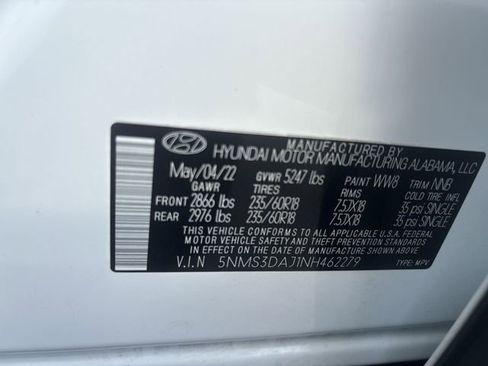 MANUFACTURED BY
HYUNDAI MOTOR MANUFACTURING ALABAMA, LLC
May/04/22 GVWR 5247 lbs PAINT WW8 TRIM NNB
GAWR TIRES RIMS COLD TIRE INFL
FRONT 2866 lbs 235/60R18 7.5JX18 35 psi SINGLE
REAR 2976 lbs 235/60R18 7.5JX18 35 psi SINGLE
THIS VEHICLE CONFORMS TO ALL APPLICABLE U.S.A. FEDERAL
MOTOR VEHICLE SAFETY AND THEFT PREVENTION STANDARDS
IN EFFECT ON THE DATE OF MANUFACTURE SHOWN ABOVE.
V.I.N 5NMS3DAJ1NH462279 TYPE: MPV